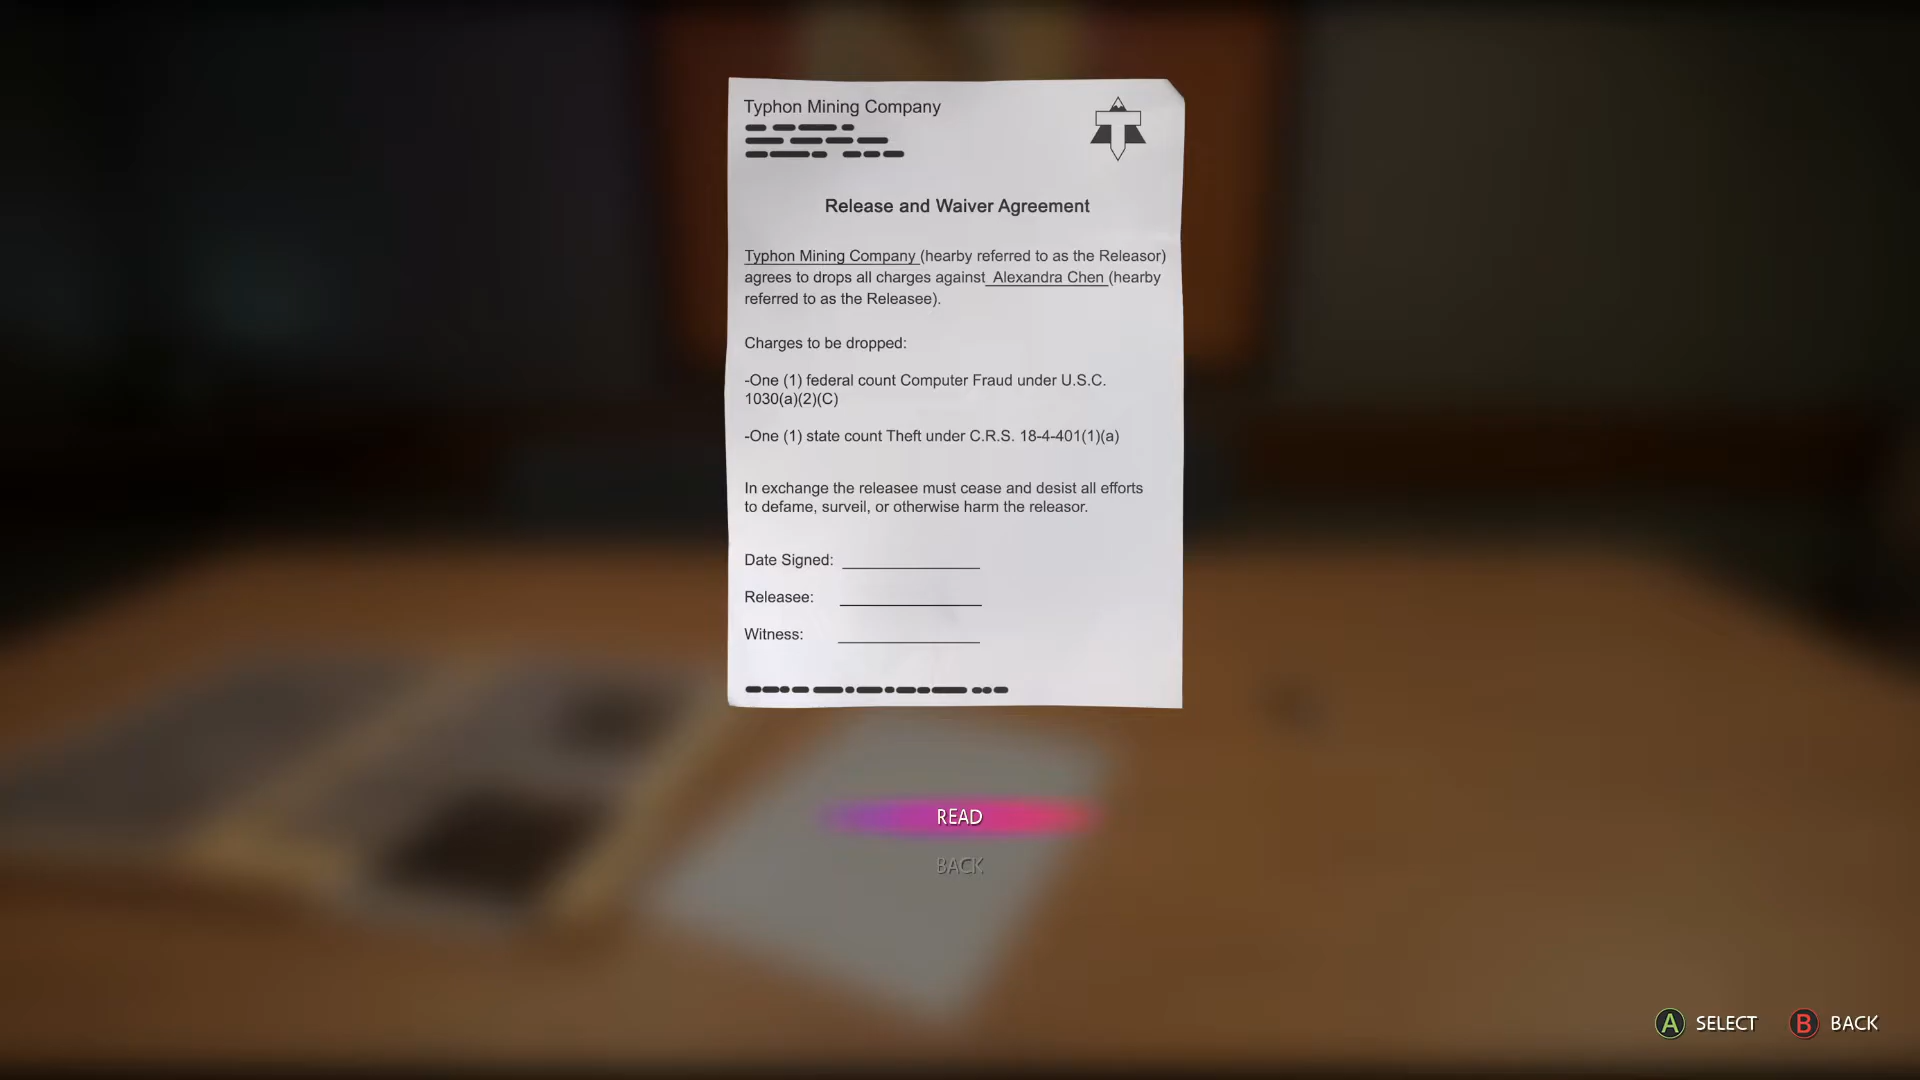 Typhon Mining Company
Release and Waiver Agreement
Typhon Mining Company (hearby referred to as the Releasor)
agrees to drops all charges against Alexandra Chen (hearby
referred to as the Releasee).
Charges to be dropped:
-One (1) federal count Computer Fraud under U.S.C.
1030(a)(2)(C)
-One (1) state count Theft under C.R.S. 18-4-401(1)(a)
In exchange the releasee must cease and desist all efforts
to defame, surveil, or otherwise harm the releasor.
Date Signed:
Releasee:
Witness:
READ
BACK
A SELECT B BACK